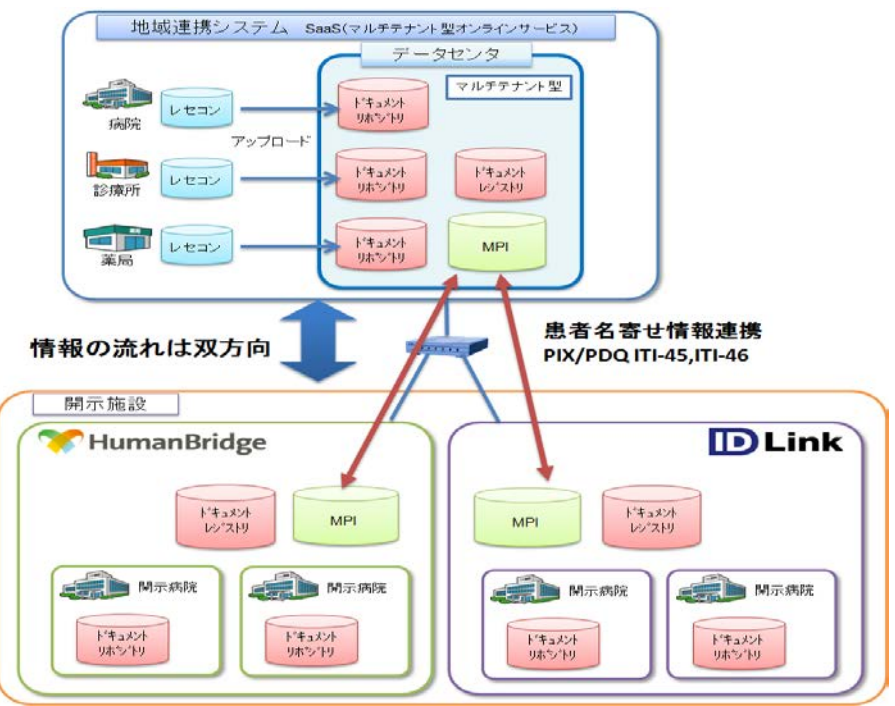 地域連携システム SaaS(マルチテナント型オンラインサービス)
データセンタ
マルチテナント型
病院
レセコン
ドキュメント
リポジトリ
アップロード
診療所
レセコン
ドキュメント
リポジトリ
ドキュメント
レジストリ
薬局
レセコン
ドキュメント
リポジトリ
MPI
情報の流れは双方向
患者名寄せ情報連携
PIX/PDQ ITI-45,ITI-46
開示施設
HumanBridge
ドキュメント
レジストリ
MPI
開示病院
ドキュメント
リポジトリ
開示病院
ドキュメント
リポジトリ
ID Link
MPI
ドキュメント
レジストリ
開示病院
ドキュメント
リポジトリ
開示病院
ドキュメント
リポジトリ